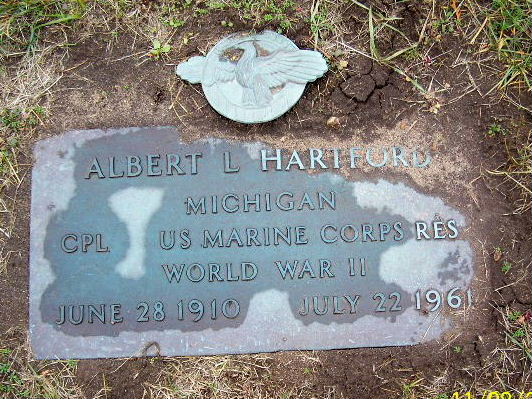 ALBERT L HARTFORD
MICHIGAN
CPL US MARINE CORPS RES
WORLD WAR II
JUNE 28 1910 JULY 22 1961